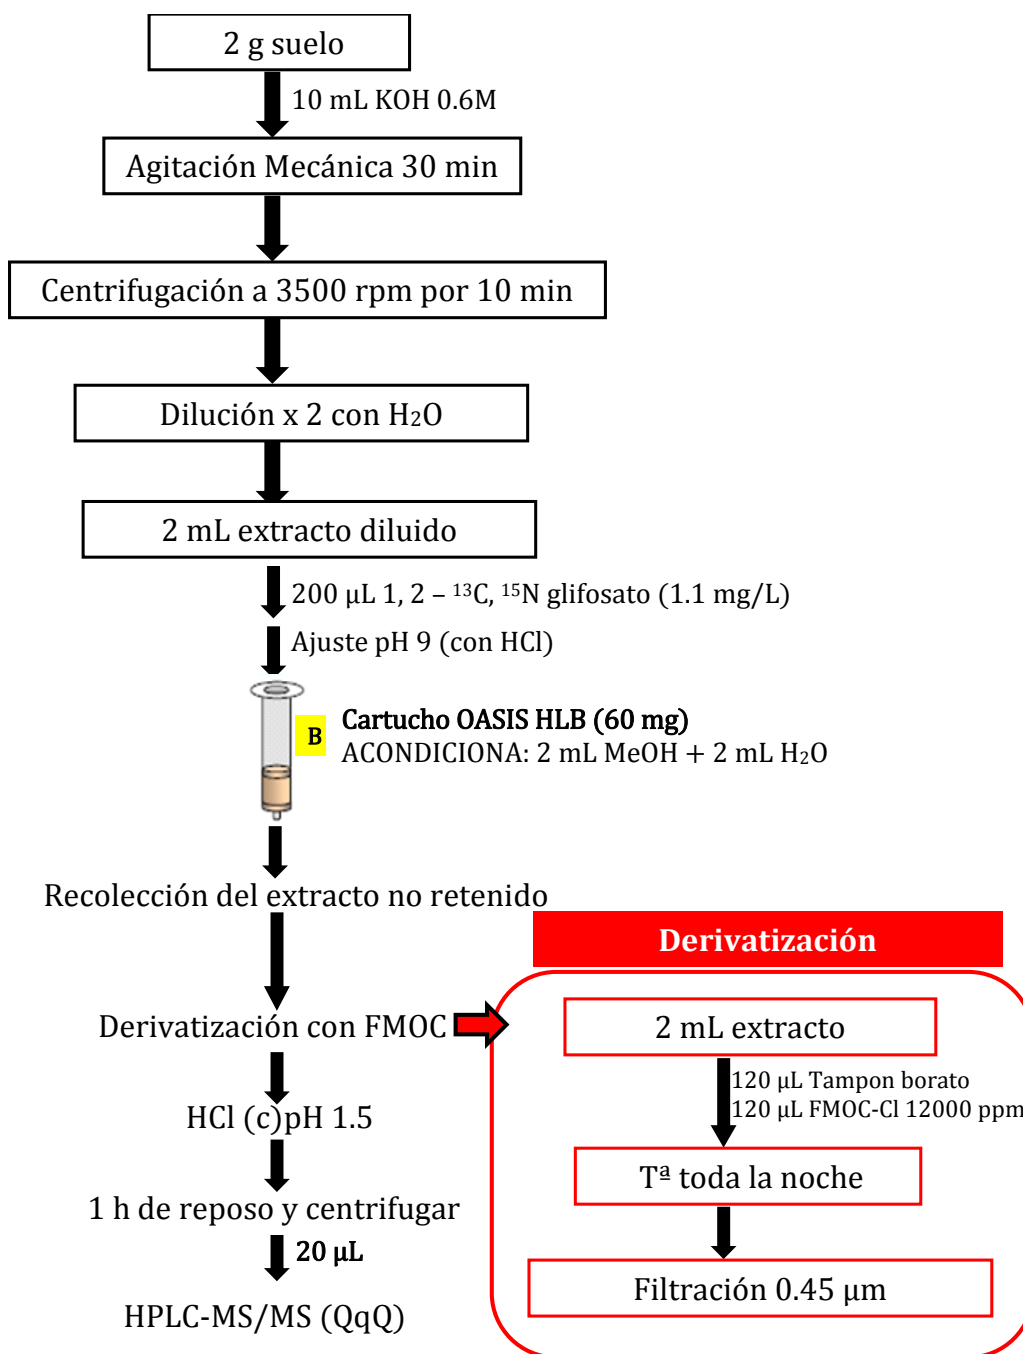 2 g suelo
10 mL KOH 0.6M
Agitación Mecánica 30 min
Centrifugación a 3500 rpm por 10 min
Dilución x 2 con H₂O
2 mL extracto diluido
200 µL 1, 2 – ¹³C, ¹⁵N glifosato (1.1 mg/L)
Ajuste pH 9 (con HCl)
B
Cartucho OASIS HLB (60 mg)
ACONDICIONA: 2 mL MeOH + 2 mL H₂O
Recolección del extracto no retenido
Derivatización con FMOC
HCl (c)pH 1.5
1 h de reposo y centrifugar
20 µL
HPLC-MS/MS (QqQ)
Derivatización
2 mL extracto
120 µL Tampon borato
120 µL FMOC-Cl 12000 ppm
Tª toda la noche
Filtración 0.45 µm